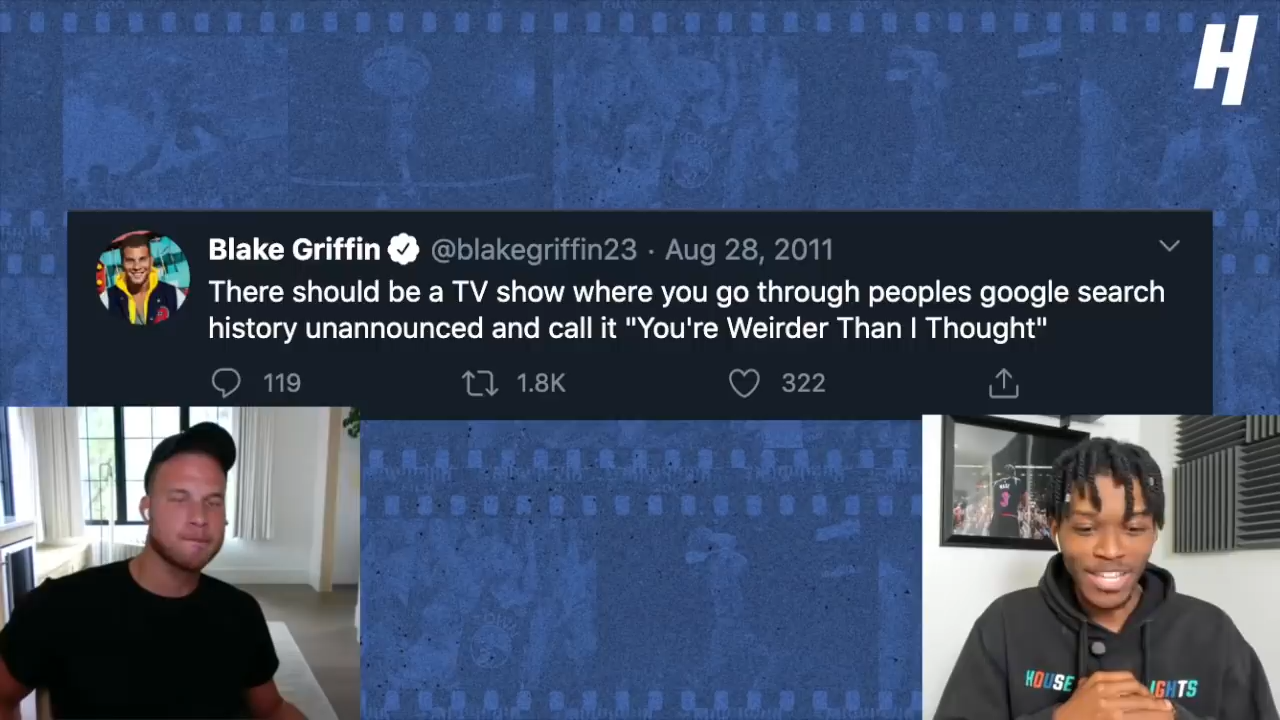 H
Blake Griffin @blakegriffin23 · Aug 28, 2011
There should be a TV show where you go through peoples google search
history unannounced and call it "You're Weirder Than I Thought"
119 1.8K 322
3
HOUSE IGHTS